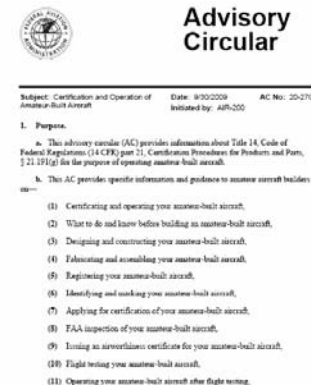 Advisory
Circular
Subject: Certification and Operation of
Amateur-Built Aircraft
Date: 9/30/2009
Initiated by: AIR-200
AC No: 20-27G
1. Purpose.
a. This advisory circular (AC) provides information about Title 14, Code of
Federal Regulations (14 CFR) part 21, Certification Procedures for Products and Parts,
§ 21.191(g) for the purpose of operating amateur-built aircraft.
b. This AC provides specific information and guidance to amateur aircraft builders
on—
(1) Certificating and operating your amateur-built aircraft,
(2) What to do and know before building an amateur-built aircraft,
(3) Designing and constructing your amateur-built aircraft,
(4) Fabricating and assembling your amateur-built aircraft,
(5) Registering your amateur-built aircraft,
(6) Identifying and marking your amateur-built aircraft,
(7) Applying for certification of your amateur-built aircraft,
(8) FAA inspection of your amateur-built aircraft,
(9) Issuing an airworthiness certificate for your amateur-built aircraft,
(10) Flight testing your amateur-built aircraft,
(11) Operating your amateur-built aircraft after flight testing,